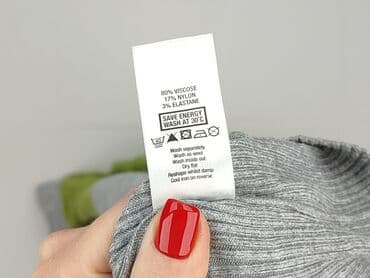 80% VISCOSE
17% NYLON
3% ELASTANE
SAVE ENERGY
WASH AT 30°C
Wash separately
Wash as wool
Wash inside out
Dry flat
Reshape whilst damp
Cool iron on reverse